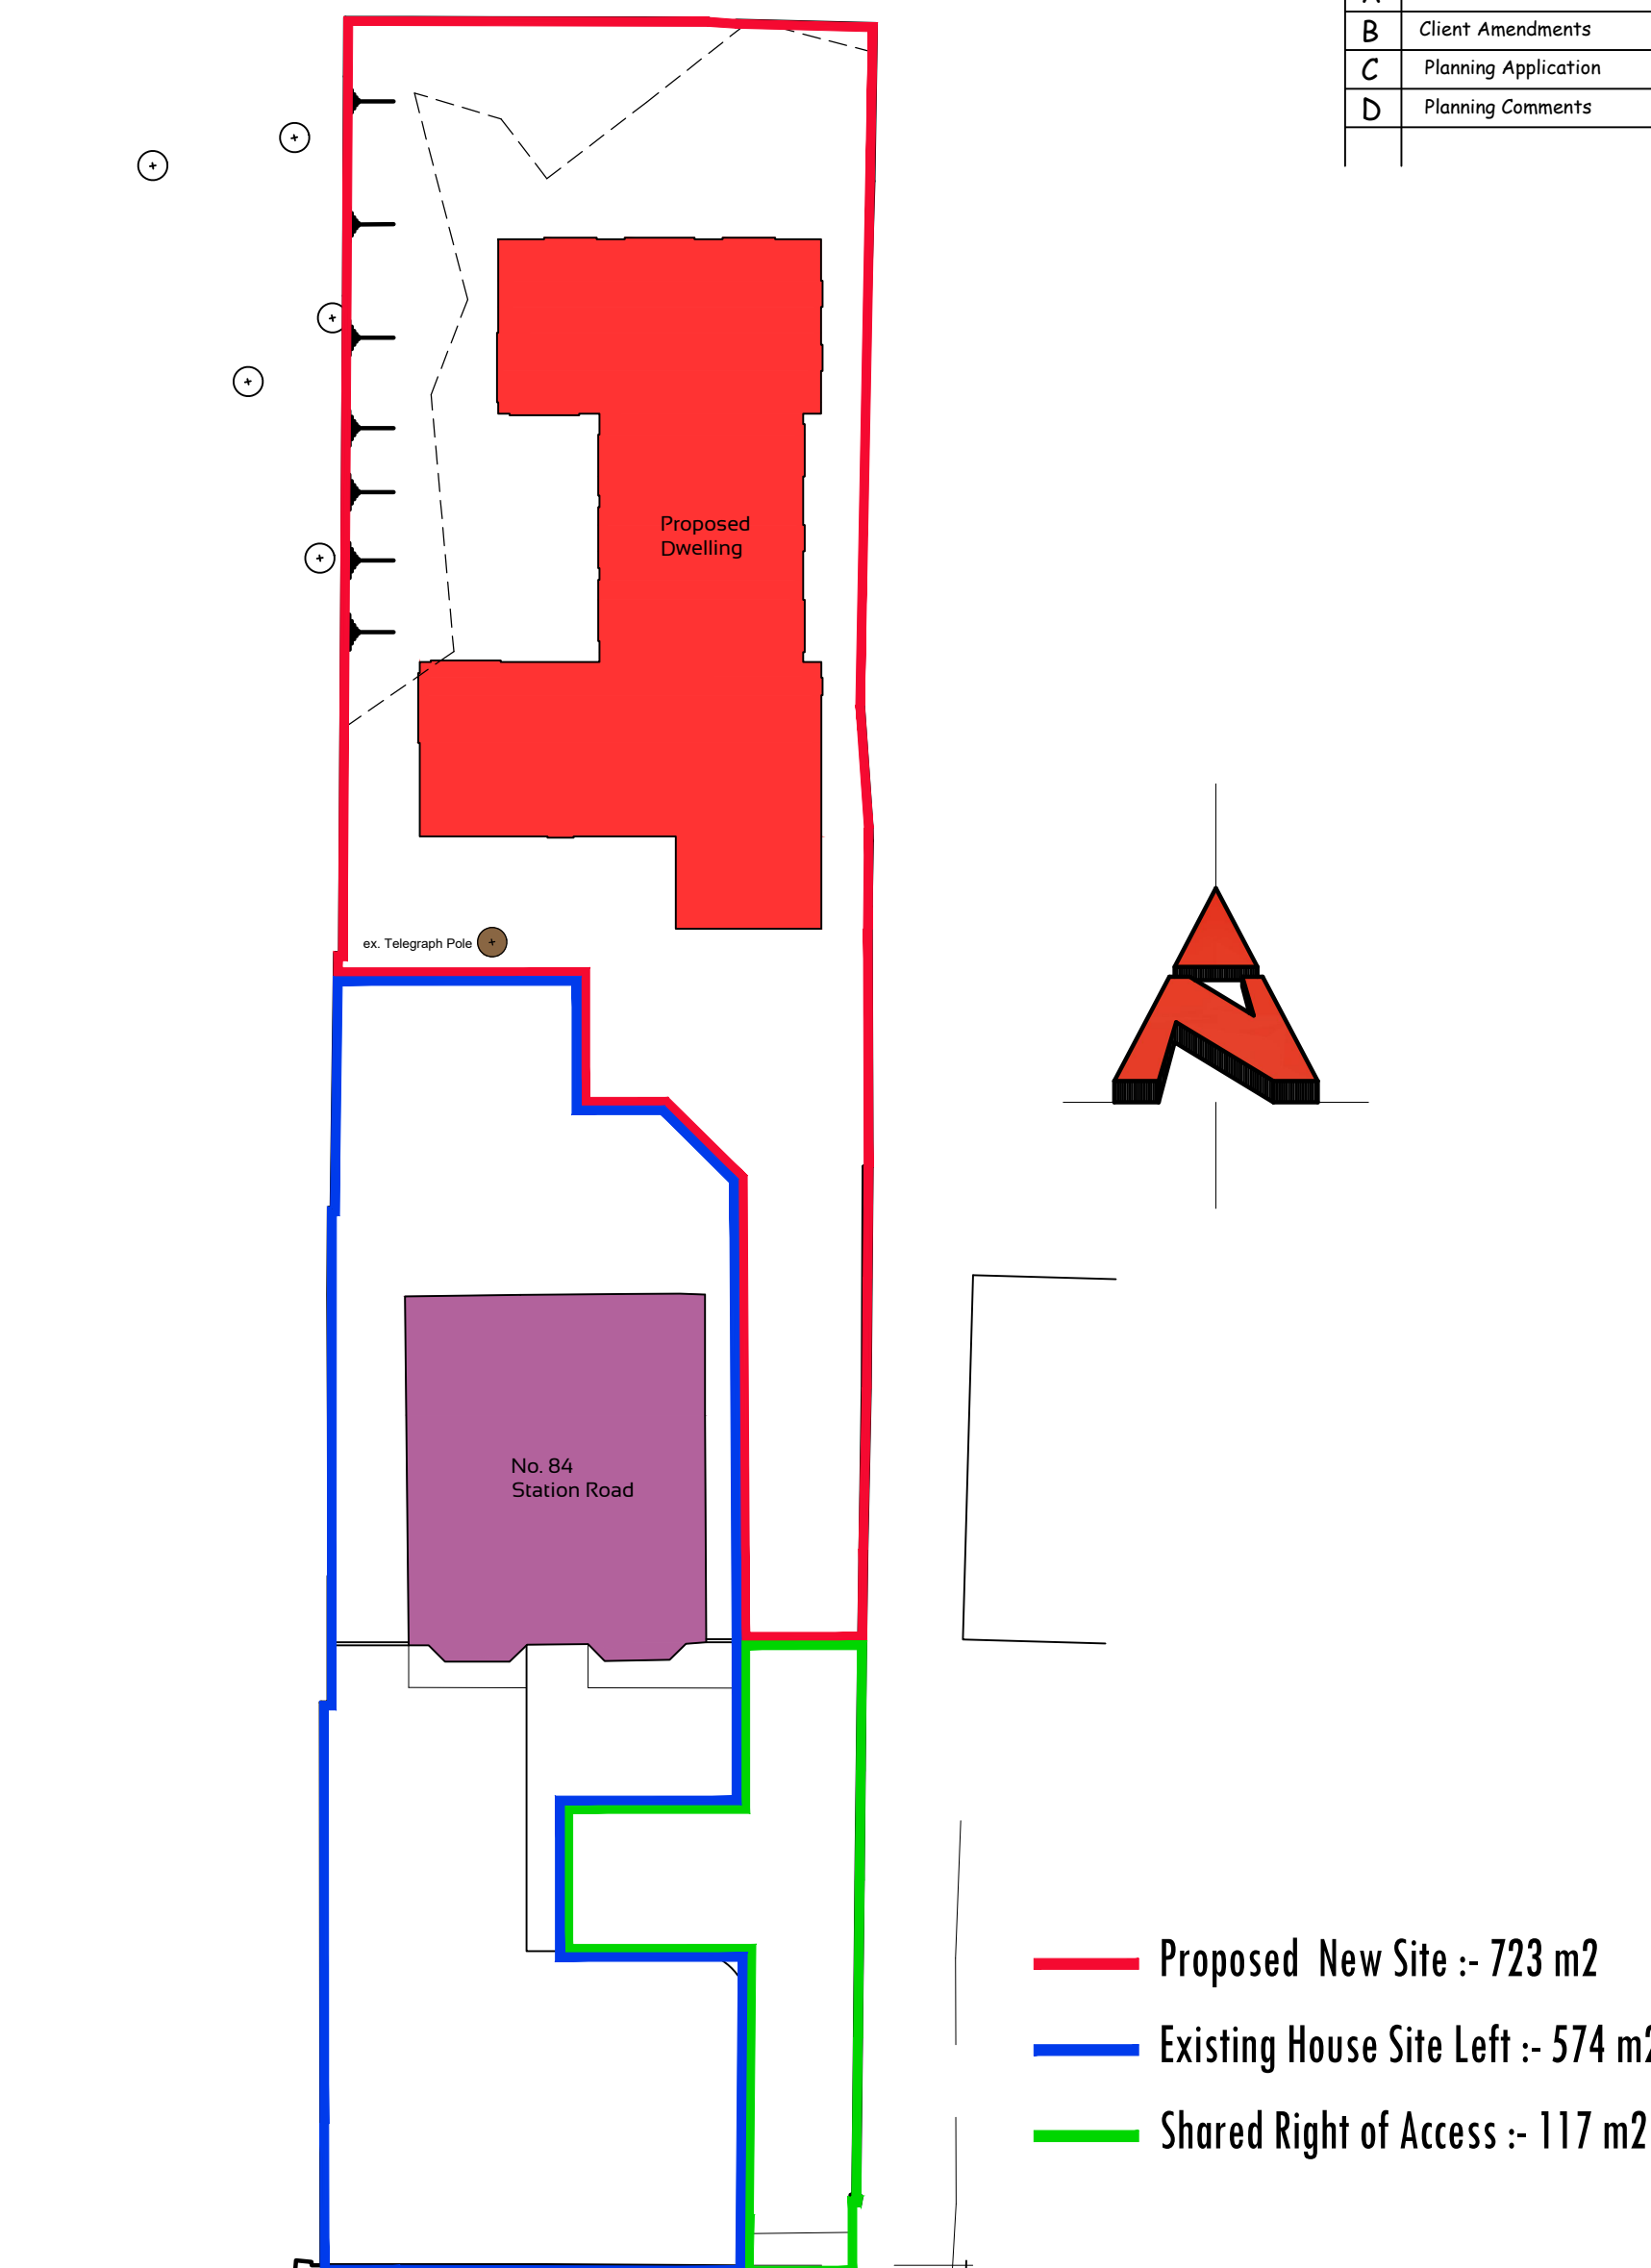 B Client Amendments
C Planning Application
D Planning Comments
Proposed
Dwelling
ex. Telegraph Pole
N
No. 84
Station Road
Proposed New Site :- 723 m2
Existing House Site Left :- 574 m2
Shared Right of Access :- 117 m2